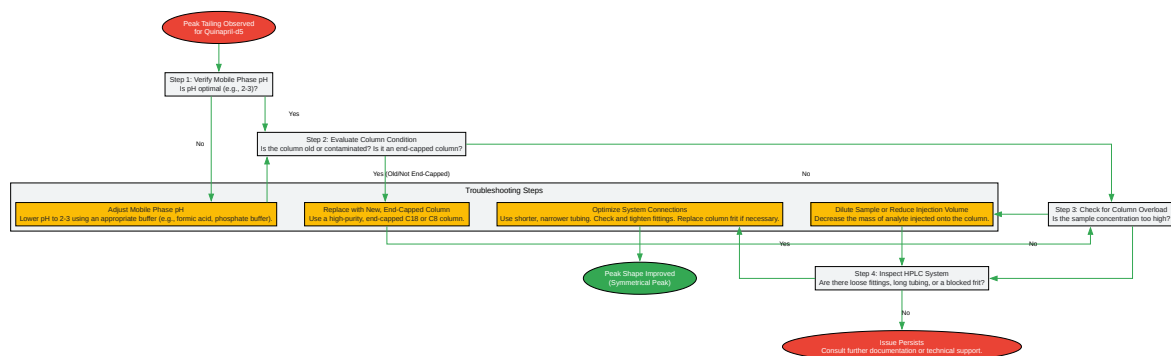 Peak Tailing Observed
for Quinapril-d5
Step 1: Verify Mobile Phase pH
Is pH optimal (e.g., 2-3)?
Yes
No
Step 2: Evaluate Column Condition
Is the column old or contaminated? Is it an end-capped column?
Yes (Old/Not End-Capped)
No
Troubleshooting Steps
Adjust Mobile Phase pH
Lower pH to 2-3 using an appropriate buffer (e.g., formic acid, phosphate buffer).
Replace with New, End-Capped Column
Use a high-purity, end-capped C18 or C8 column.
Optimize System Connections
Use shorter, narrower tubing. Check and tighten fittings. Replace column frit if necessary.
Dilute Sample or Reduce Injection Volume
Decrease the mass of analyte injected onto the column.
Step 3: Check for Column Overload
Is the sample concentration too high?
Yes
No
Peak Shape Improved
(Symmetrical Peak)
Step 4: Inspect HPLC System
Are there loose fittings, long tubing, or a blocked frit?
No
Issue Persists
Consult further documentation or technical support.